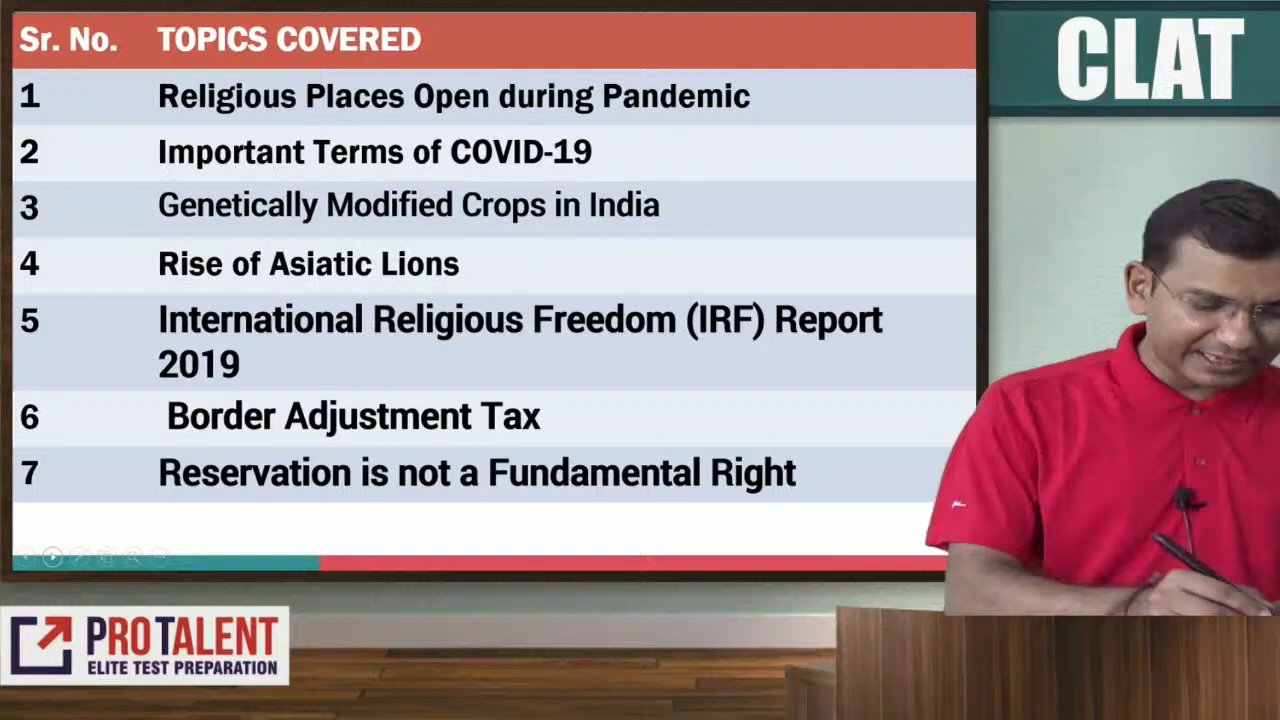 Sr. No. TOPICS COVERED
1 Religious Places Open during Pandemic
2 Important Terms of COVID-19
3 Genetically Modified Crops in India
4 Rise of Asiatic Lions
5 International Religious Freedom (IRF) Report
2019
6 Border Adjustment Tax
7 Reservation is not a Fundamental Right
CLAT
PROTALENT
ELITE TEST PREPARATION